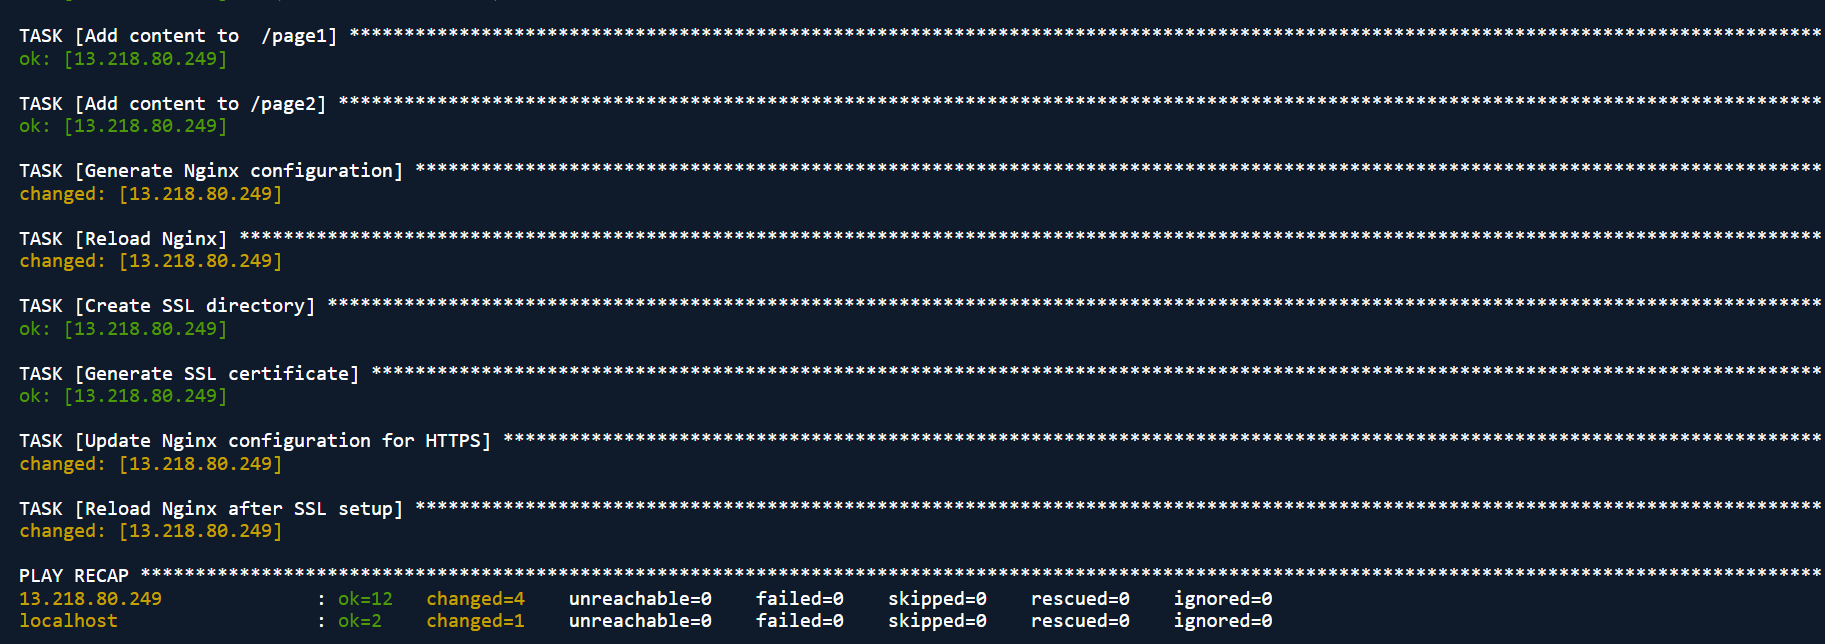 TASK [Add content to  /page1] **************************************************************************************************************************************
ok: [13.218.80.249]
TASK [Add content to /page2] ***************************************************************************************************************************************
ok: [13.218.80.249]
TASK [Generate Nginx configuration] ********************************************************************************************************************************
changed: [13.218.80.249]
TASK [Reload Nginx] ************************************************************************************************************************************************
changed: [13.218.80.249]
TASK [Create SSL directory] ****************************************************************************************************************************************
ok: [13.218.80.249]
TASK [Generate SSL certificate] ************************************************************************************************************************************
ok: [13.218.80.249]
TASK [Update Nginx configuration for HTTPS] ************************************************************************************************************************
changed: [13.218.80.249]
TASK [Reload Nginx after SSL setup] ********************************************************************************************************************************
changed: [13.218.80.249]
PLAY RECAP *********************************************************************************************************************************************************
13.218.80.249              : ok=12   changed=4    unreachable=0    failed=0    skipped=0    rescued=0    ignored=0
localhost                  : ok=2    changed=1    unreachable=0    failed=0    skipped=0    rescued=0    ignored=0